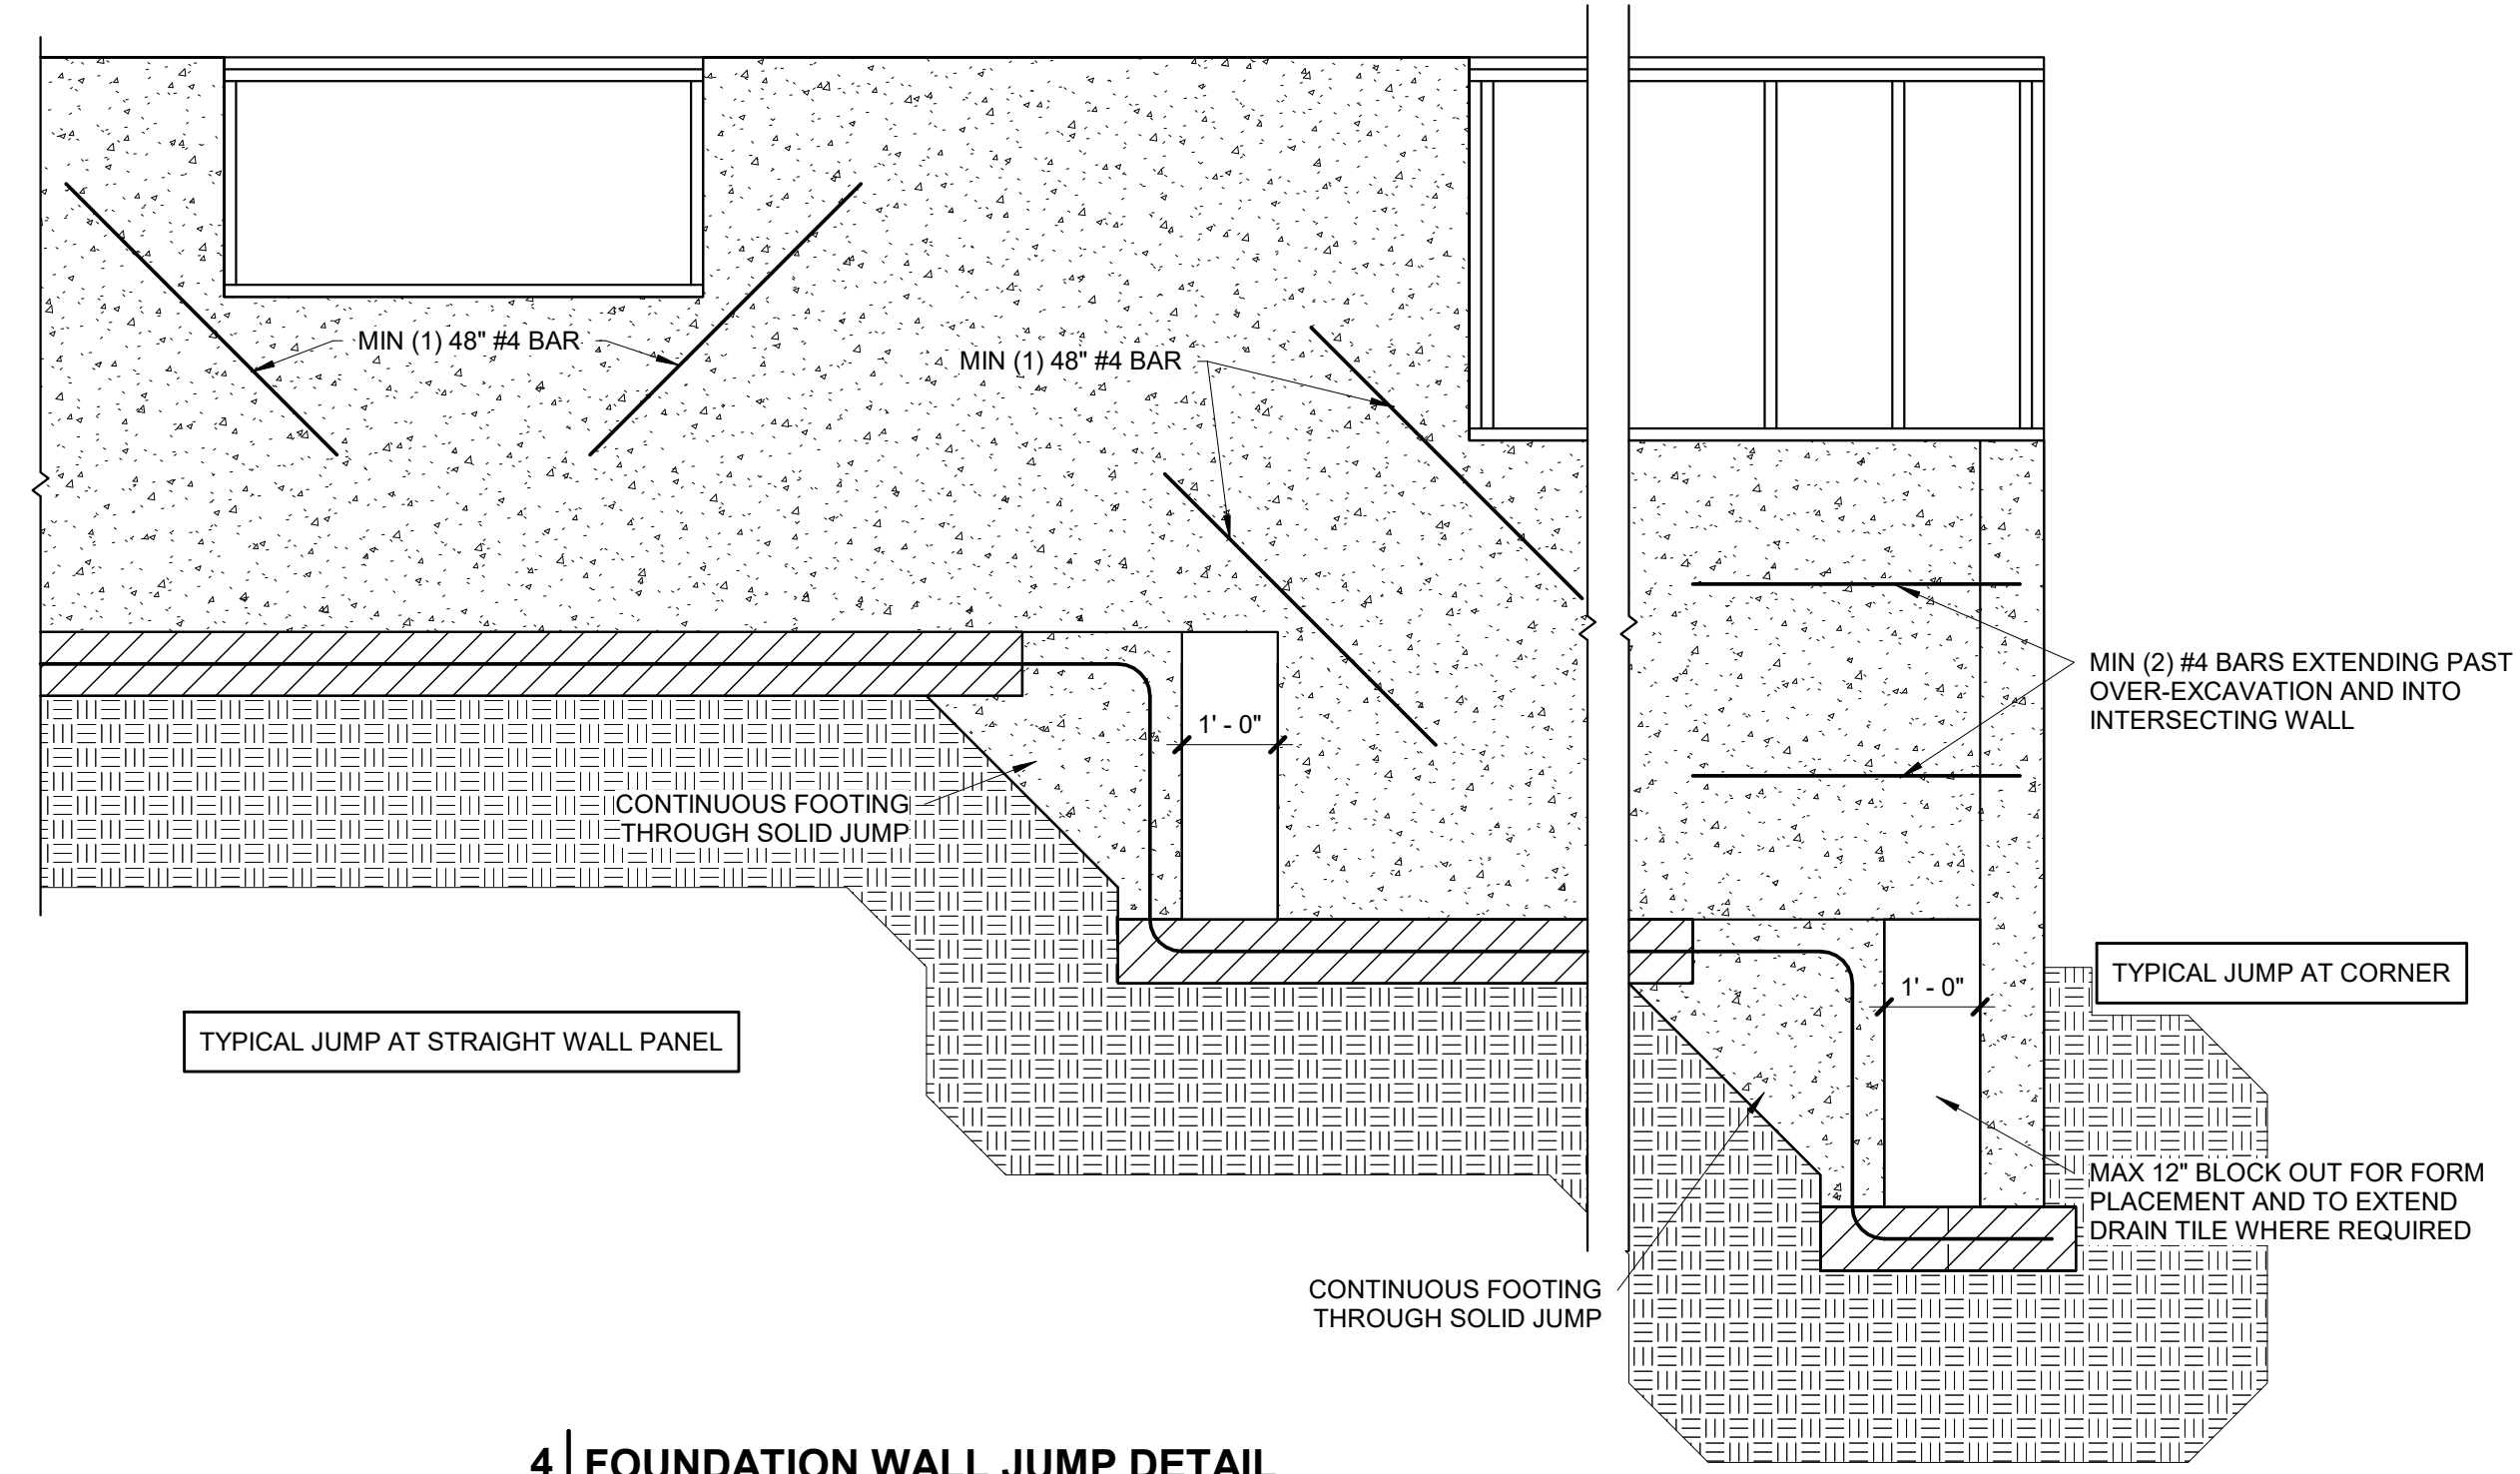 MIN (1) 48" #4 BAR
MIN (1) 48" #4 BAR
MIN (2) #4 BARS EXTENDING PAST
OVER-EXCAVATION AND INTO
INTERSECTING WALL
1' - 0"
CONTINUOUS FOOTING
THROUGH SOLID JUMP
TYPICAL JUMP AT CORNER
1' - 0"
TYPICAL JUMP AT STRAIGHT WALL PANEL
MAX 12" BLOCK OUT FOR FORM
PLACEMENT AND TO EXTEND
DRAIN TILE WHERE REQUIRED
CONTINUOUS FOOTING
THROUGH SOLID JUMP
4 FOUNDATION WALL JUMP DETAIL